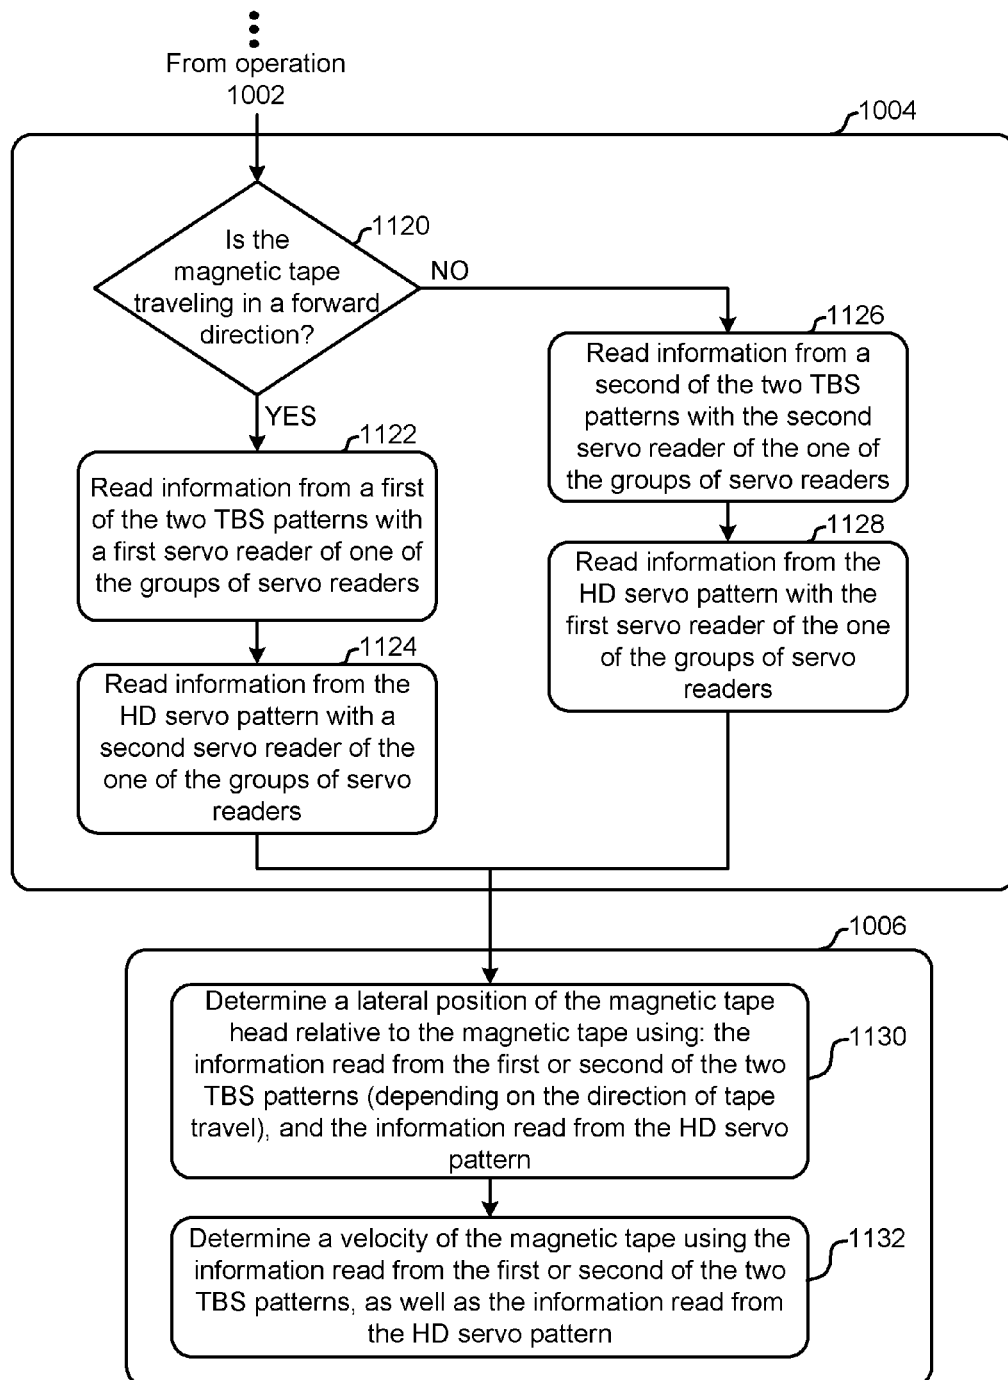 From operation
1002
1004
1120
Is the
magnetic tape
traveling in a forward
direction?
NO
YES
1126
Read information from a
second of the two TBS
patterns with the second
servo reader of the one of
the groups of servo readers
1122
Read information from a first
of the two TBS patterns with
a first servo reader of one of
the groups of servo readers
1128
Read information from the
HD servo pattern with the
first servo reader of the one
of the groups of servo
readers
1124
Read information from the
HD servo pattern with a
second servo reader of the
one of the groups of servo
readers
1006
Determine a lateral position of the magnetic tape
head relative to the magnetic tape using: the
information read from the first or second of the two
TBS patterns (depending on the direction of tape
travel), and the information read from the HD servo
pattern
1130
Determine a velocity of the magnetic tape using the
information read from the first or second of the two
TBS patterns, as well as the information read from
the HD servo pattern
1132